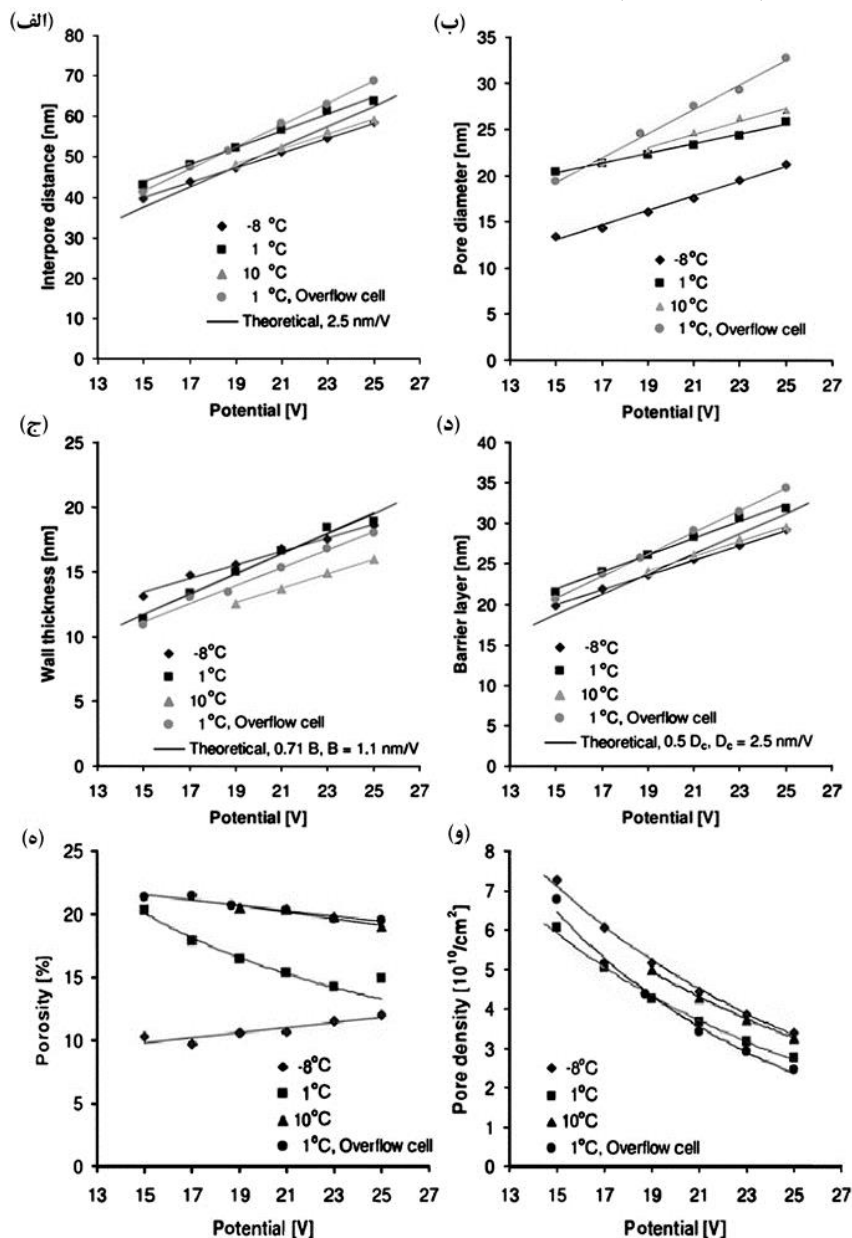 (الف)
Interpore distance [nm]
80
70
60
50
40
30
20
10
0
-8 °C
1 °C
10 °C
1 °C, Overflow cell
Theoretical, 2.5 nm/V
13 15 17 19 21 23 25 27
Potential [V]
(ب)
Pore diameter [nm]
35
30
25
20
15
10
5
0
-8°C
1°C
10°C
1°C, Overflow cell
13 15 17 19 21 23 25 27
Potential [V]
(ج)
Wall thickness [nm]
25
20
15
10
5
0
-8°C
1°C
10°C
1°C, Overflow cell
Theoretical, 0.71 B, B = 1.1 nm/V
13 15 17 19 21 23 25 27
Potential [V]
(د)
Barrier layer [nm]
40
35
30
25
20
15
10
5
0
-8°C
1°C
10°C
1°C, Overflow cell
Theoretical, 0.5 Dc, Dc = 2.5 nm/V
13 15 17 19 21 23 25 27
Potential [V]
(ه)
Porosity [%]
25
20
15
10
5
0
-8°C
1°C
10°C
1°C, Overflow cell
13 15 17 19 21 23 25 27
Potential [V]
(و)
Pore density [10¹⁰/cm²]
8
7
6
5
4
3
2
1
0
-8°C
1°C
10°C
1°C, Overflow cell
13 15 17 19 21 23 25 27
Potential [V]